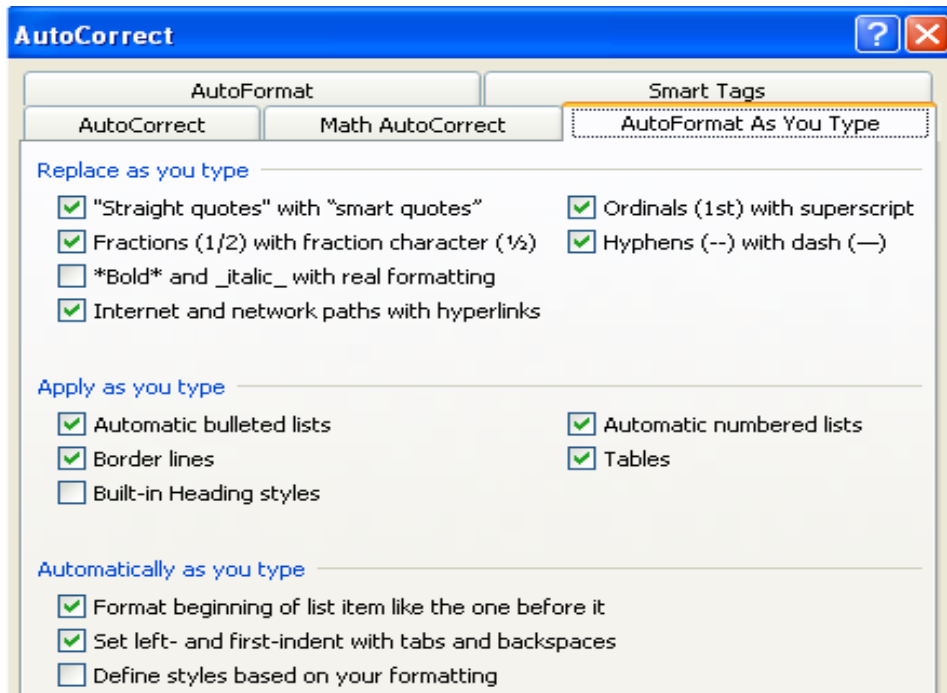 AutoCorrect
AutoFormat Smart Tags
AutoCorrect Math AutoCorrect AutoFormat As You Type
Replace as you type
"Straight quotes" with “smart quotes” Ordinals (1st) with superscript
Fractions (1/2) with fraction character (½) Hyphens (--) with dash (—)
*Bold* and _italic_ with real formatting
Internet and network paths with hyperlinks
Apply as you type
Automatic bulleted lists Automatic numbered lists
Border lines Tables
Built-in Heading styles
Automatically as you type
Format beginning of list item like the one before it
Set left- and first-indent with tabs and backspaces
Define styles based on your formatting